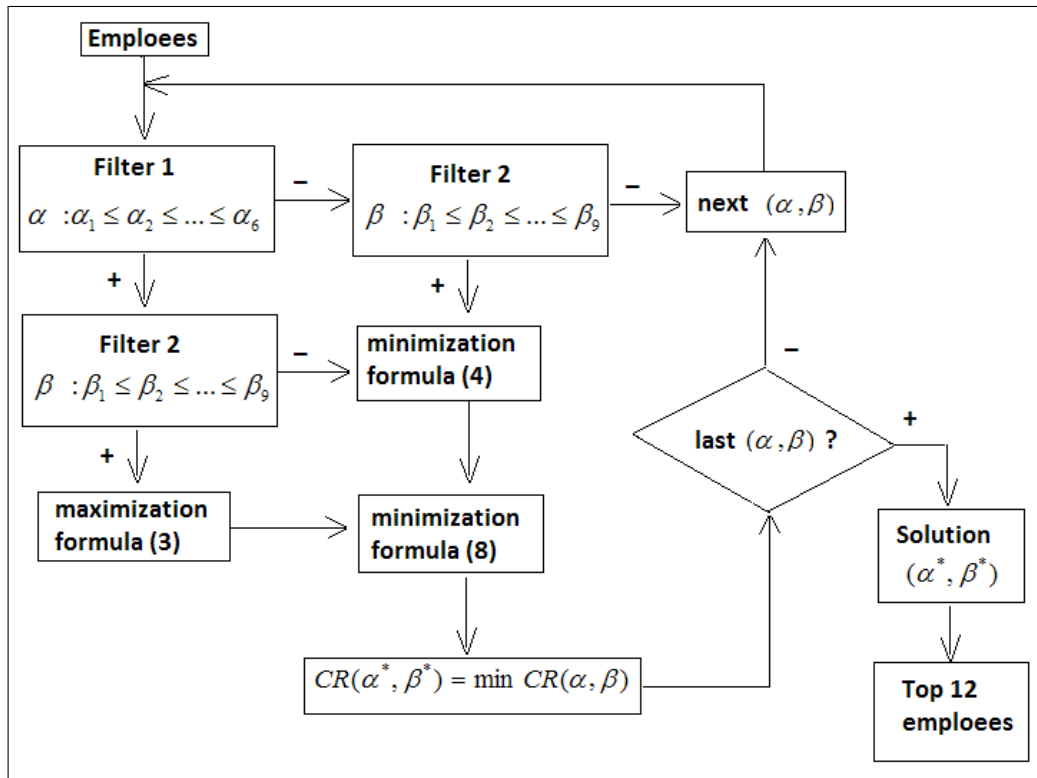 Emploees
Filter 1
α : α₁ ≤ α₂ ≤ ... ≤ α₆
–
Filter 2
β : β₁ ≤ β₂ ≤ ... ≤ β₉
–
next (α, β)
+
+
Filter 2
β : β₁ ≤ β₂ ≤ ... ≤ β₉
–
minimization
formula (4)
–
last (α, β) ?
+
+
maximization
formula (3)
minimization
formula (8)
Solution
(α*, β*)
CR(α*, β*) = min CR(α, β)
Top 12
emploees